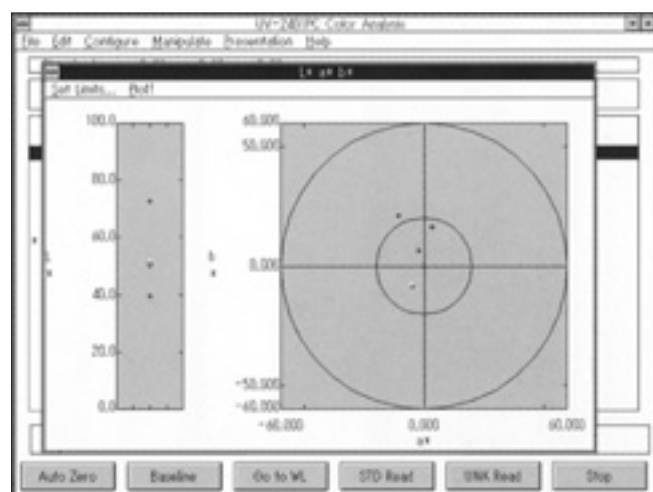 UV-2401PC Color Analysis
File Edit Configure Manipulate Presentation Help
L* a* b*
Set Limits... Plot!
100.0
80.0
60.0
40.0
20.0
0.0
L
*
60.000
50.000
0.000
-50.000
-60.000
b
*
-60.000 0.000 60.000
a*
Auto Zero Baseline Go to WL STD Read UNK Read Stop